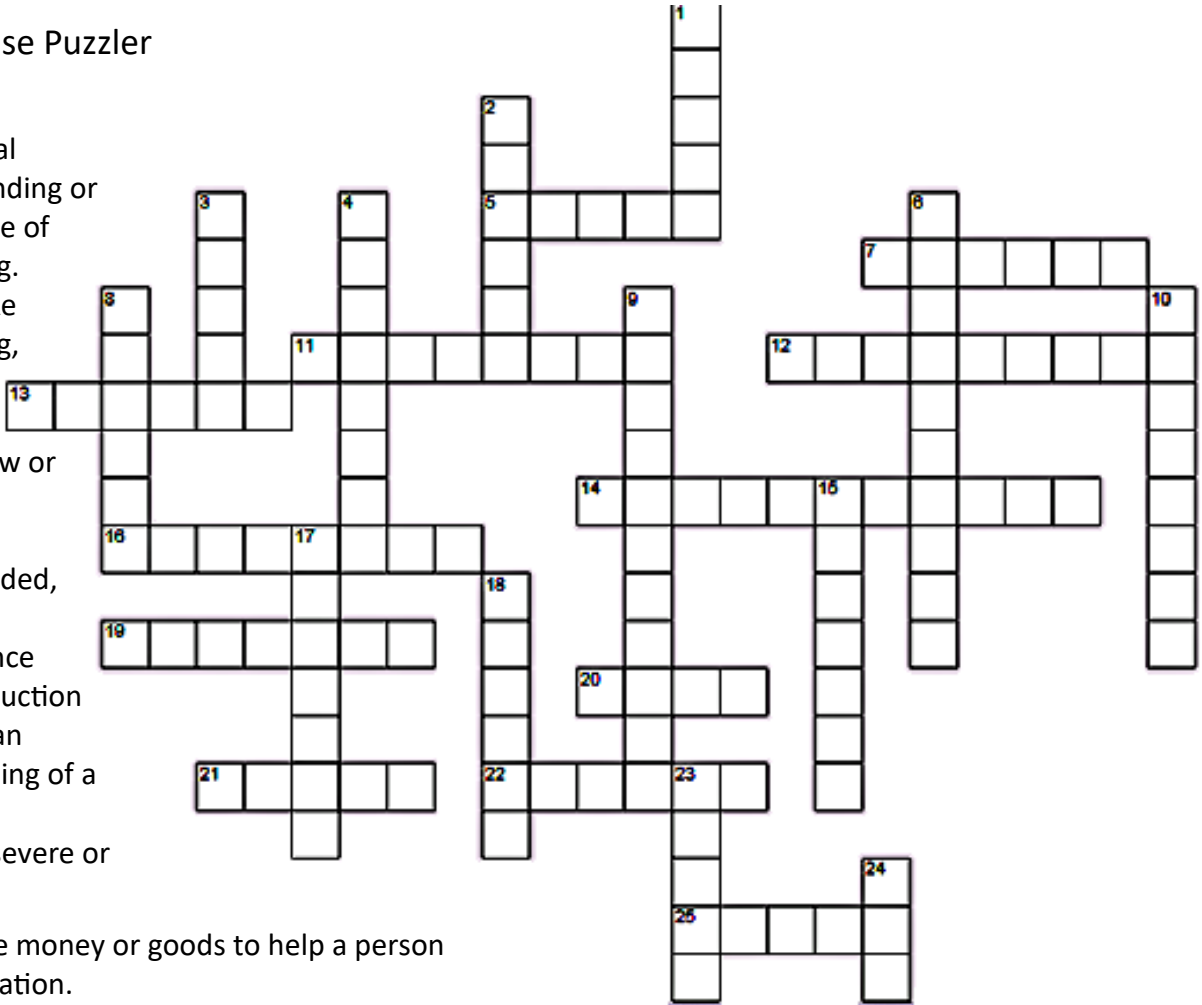 1
se Puzzler
2
al
nding or
3 4 5 6
e of
7
g.
8 9 10
e
11 12
g,
13
w or
14 15
16 17
18
ded,
19
nce
20
uction
an
21 22 23
ing of a
severe or
24
25
e money or goods to help a person
ation.